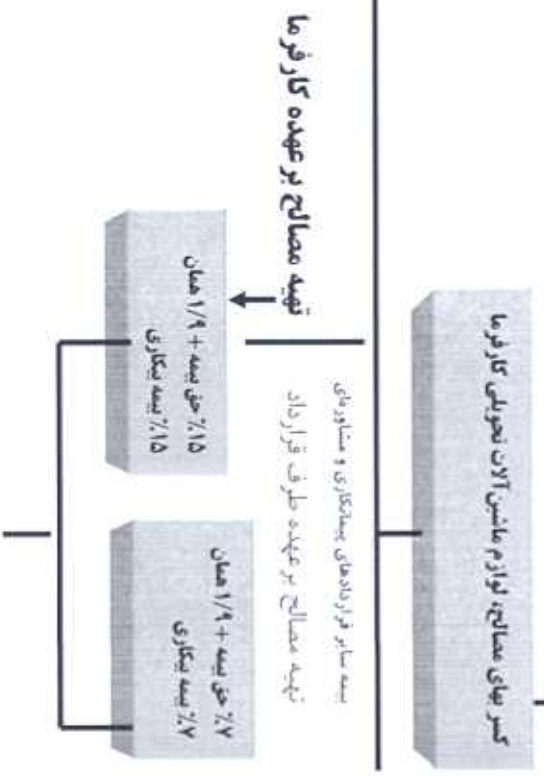 کسر بهای مصالح، لوازم ماشین‌آلات تحویلی کارفرما
بیمه سایر قراردادهای پیمانکاری و مشاوره‌ای
تهیه مصالح بر عهده طرف قرارداد
تهیه مصالح بر عهده کارفرما
۱۵٪ حق بیمه + ۱/۹ همان
۱۵٪ بیمه بیکاری
۷٪ حق بیمه + ۱/۹ همان
۷٪ بیمه بیکاری